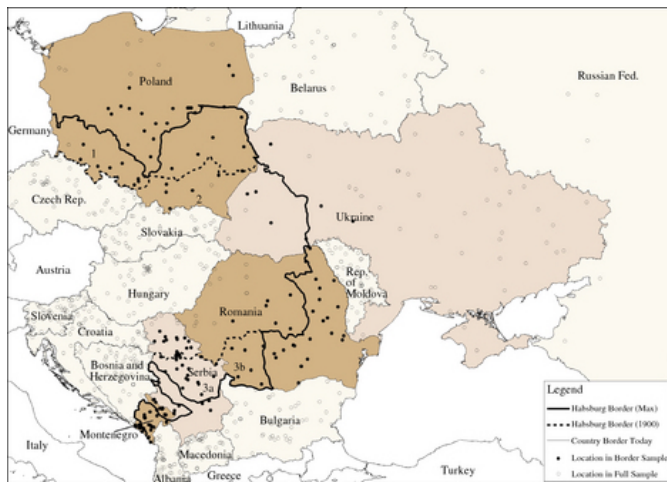 Lithuania
Poland
Belarus
Russian Fed.
Germany
1
2
Czech Rep.
Ukraine
Slovakia
Austria
Rep.
of
Moldova
Hungary
Romania
Slovenia
Croatia
Bosnia and
Herzegovina
Serbia
3b
3a
Legend
Habsburg Border (Max)
Habsburg Border (1900)
Country Border Today
Location in Border Sample
Location in Full Sample
Montenegro
Bulgaria
Italy
Macedonia
Albania
Greece
Turkey